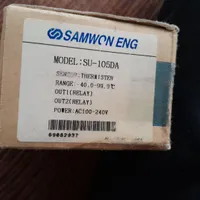 SAMWON ENG
MODEL:SU-105DA
SENSOR:THERMISTER
RANGE:-40.0~99.9℃
OUT1(RELAY)
OUT2(RELAY)
POWER:AC100~240V